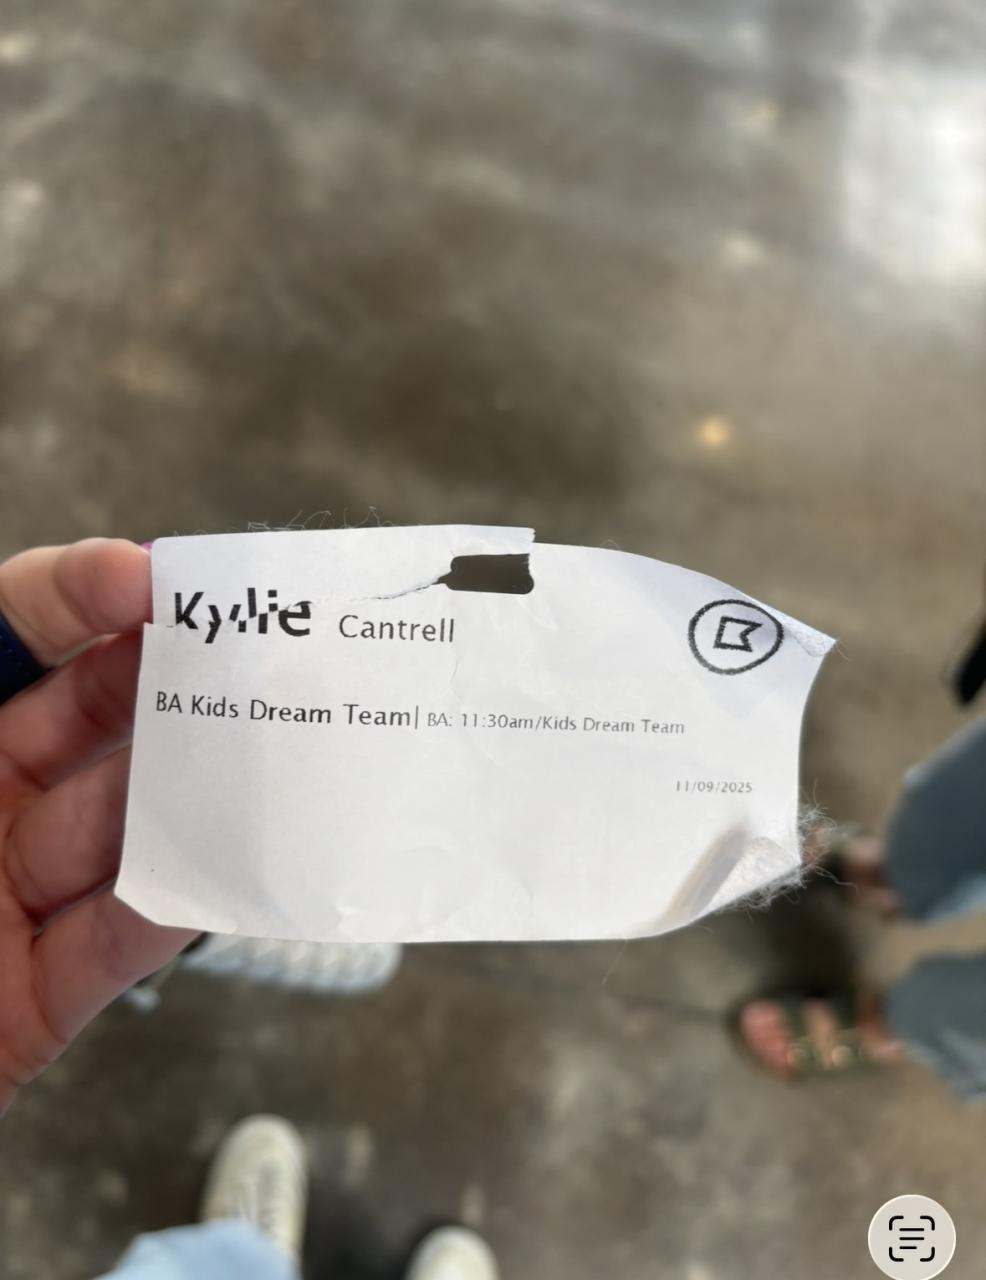 Kylie Cantrell
BA Kids Dream Team| BA: 11:30am/Kids Dream Team
11/09/2025